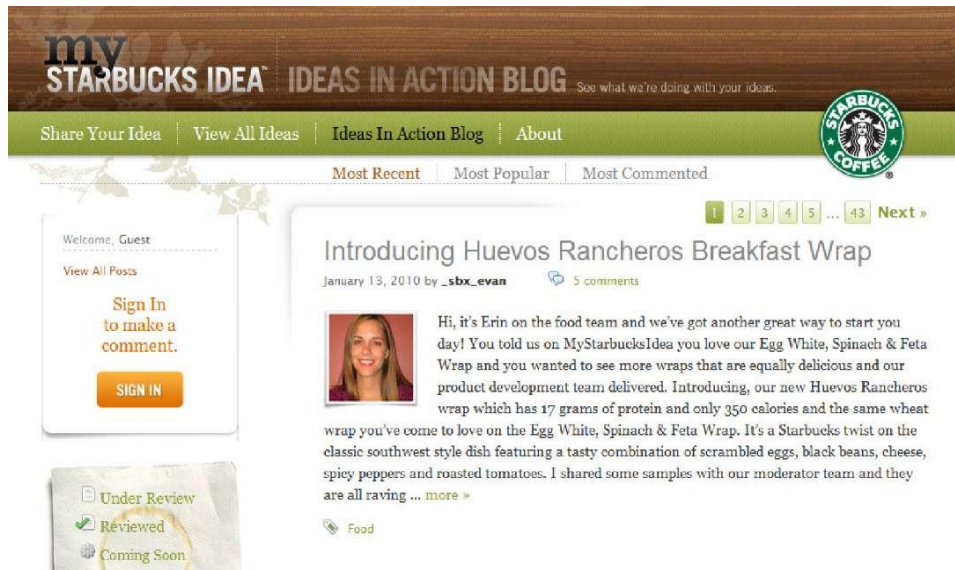 my
STARBUCKS IDEA™ IDEAS IN ACTION BLOG See what we're doing with your ideas.
STARBUCKS
COFFEE
®
Share Your Idea View All Ideas Ideas In Action Blog About
Most Recent Most Popular Most Commented
1 2 3 4 5 ... 43 Next »
Welcome, Guest
View All Posts
Sign In
to make a
comment.
SIGN IN
Introducing Huevos Rancheros Breakfast Wrap
January 13, 2010 by _sbx_evan 5 comments
Hi, it's Erin on the food team and we've got another great way to start you
day! You told us on MyStarbucksIdea you love our Egg White, Spinach & Feta
Wrap and you wanted to see more wraps that are equally delicious and our
product development team delivered. Introducing, our new Huevos Rancheros
wrap which has 17 grams of protein and only 350 calories and the same wheat
wrap you've come to love on the Egg White, Spinach & Feta Wrap. It's a Starbucks twist on the
classic southwest style dish featuring a tasty combination of scrambled eggs, black beans, cheese,
spicy peppers and roasted tomatoes. I shared some samples with our moderator team and they
are all raving ... more »
Food
Under Review
Reviewed
Coming Soon